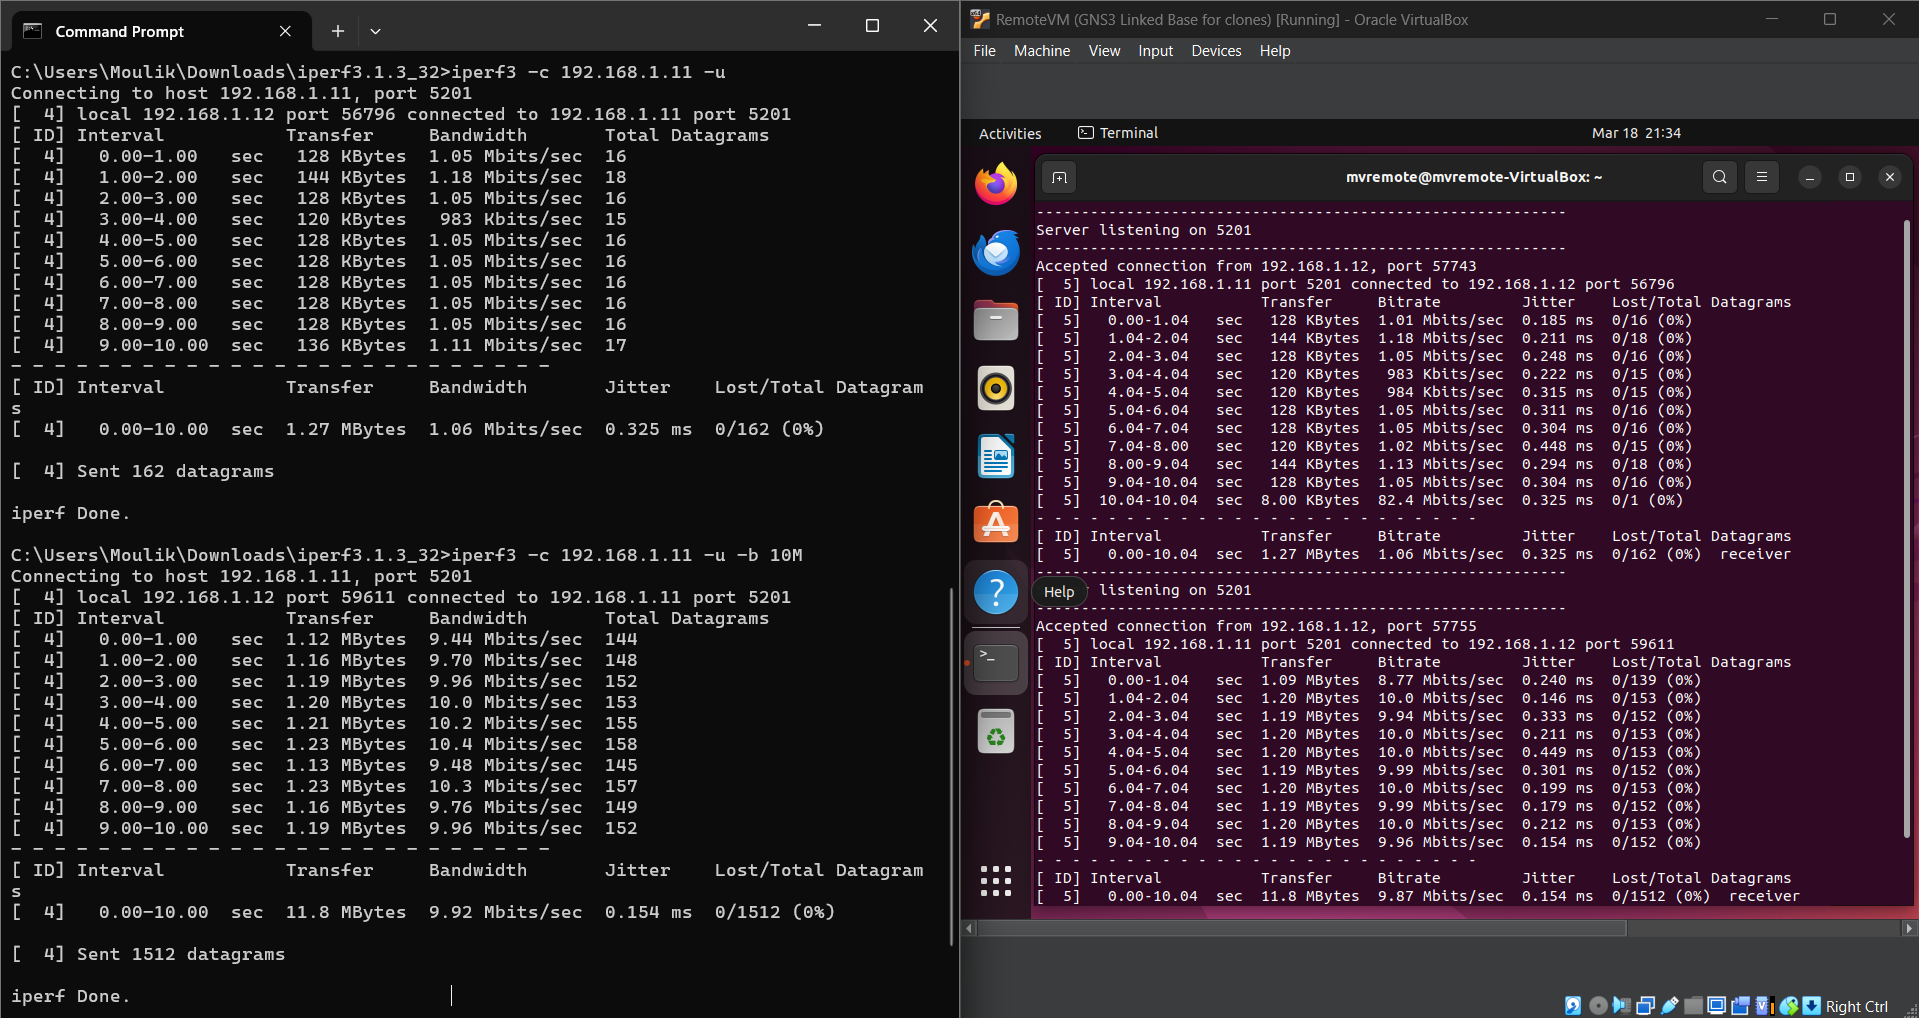 Command Prompt
C:\Users\Moulik\Downloads\iperf3.1.3_32>iperf3 -c 192.168.1.11 -u
Connecting to host 192.168.1.11, port 5201
[  4] local 192.168.1.12 port 56796 connected to 192.168.1.11 port 5201
[ ID] Interval           Transfer     Bandwidth       Total Datagrams
[  4]   0.00-1.00   sec   128 KBytes  1.05 Mbits/sec  16
[  4]   1.00-2.00   sec   144 KBytes  1.18 Mbits/sec  18
[  4]   2.00-3.00   sec   128 KBytes  1.05 Mbits/sec  16
[  4]   3.00-4.00   sec   120 KBytes   983 Kbits/sec  15
[  4]   4.00-5.00   sec   128 KBytes  1.05 Mbits/sec  16
[  4]   5.00-6.00   sec   128 KBytes  1.05 Mbits/sec  16
[  4]   6.00-7.00   sec   128 KBytes  1.05 Mbits/sec  16
[  4]   7.00-8.00   sec   128 KBytes  1.05 Mbits/sec  16
[  4]   8.00-9.00   sec   128 KBytes  1.05 Mbits/sec  16
[  4]   9.00-10.00  sec   136 KBytes  1.11 Mbits/sec  17
- - - - - - - - - - - - - - - - - - - - - - - - -
[ ID] Interval           Transfer     Bandwidth       Jitter    Lost/Total Datagram
s
[  4]   0.00-10.00  sec  1.27 MBytes  1.06 Mbits/sec  0.325 ms  0/162 (0%)
[  4] Sent 162 datagrams
iperf Done.
C:\Users\Moulik\Downloads\iperf3.1.3_32>iperf3 -c 192.168.1.11 -u -b 10M
Connecting to host 192.168.1.11, port 5201
[  4] local 192.168.1.12 port 59611 connected to 192.168.1.11 port 5201
[ ID] Interval           Transfer     Bandwidth       Total Datagrams
[  4]   0.00-1.00   sec  1.12 MBytes  9.44 Mbits/sec  144
[  4]   1.00-2.00   sec  1.16 MBytes  9.70 Mbits/sec  148
[  4]   2.00-3.00   sec  1.19 MBytes  9.96 Mbits/sec  152
[  4]   3.00-4.00   sec  1.20 MBytes  10.0 Mbits/sec  153
[  4]   4.00-5.00   sec  1.21 MBytes  10.2 Mbits/sec  155
[  4]   5.00-6.00   sec  1.23 MBytes  10.4 Mbits/sec  158
[  4]   6.00-7.00   sec  1.13 MBytes  9.48 Mbits/sec  145
[  4]   7.00-8.00   sec  1.23 MBytes  10.3 Mbits/sec  157
[  4]   8.00-9.00   sec  1.16 MBytes  9.76 Mbits/sec  149
[  4]   9.00-10.00  sec  1.19 MBytes  9.96 Mbits/sec  152
- - - - - - - - - - - - - - - - - - - - - - - - -
[ ID] Interval           Transfer     Bandwidth       Jitter    Lost/Total Datagram
s
[  4]   0.00-10.00  sec  11.8 MBytes  9.92 Mbits/sec  0.154 ms  0/1512 (0%)
[  4] Sent 1512 datagrams
iperf Done.
RemoteVM (GNS3 Linked Base for clones) [Running] - Oracle VirtualBox
File Machine View Input Devices Help
Activities Terminal Mar 18 21:34
mvremote@mvremote-VirtualBox: ~
-----------------------------------------------------------
Server listening on 5201
-----------------------------------------------------------
Accepted connection from 192.168.1.12, port 57743
[  5] local 192.168.1.11 port 5201 connected to 192.168.1.12 port 56796
[ ID] Interval           Transfer     Bitrate         Jitter    Lost/Total Datagrams
[  5]   0.00-1.04   sec   128 KBytes  1.01 Mbits/sec  0.185 ms  0/16 (0%)
[  5]   1.04-2.04   sec   144 KBytes  1.18 Mbits/sec  0.211 ms  0/18 (0%)
[  5]   2.04-3.04   sec   128 KBytes  1.05 Mbits/sec  0.248 ms  0/16 (0%)
[  5]   3.04-4.04   sec   120 KBytes   983 Kbits/sec  0.222 ms  0/15 (0%)
[  5]   4.04-5.04   sec   120 KBytes   984 Kbits/sec  0.315 ms  0/15 (0%)
[  5]   5.04-6.04   sec   128 KBytes  1.05 Mbits/sec  0.311 ms  0/16 (0%)
[  5]   6.04-7.04   sec   128 KBytes  1.05 Mbits/sec  0.304 ms  0/16 (0%)
[  5]   7.04-8.00   sec   120 KBytes  1.02 Mbits/sec  0.448 ms  0/15 (0%)
[  5]   8.00-9.04   sec   144 KBytes  1.13 Mbits/sec  0.294 ms  0/18 (0%)
[  5]   9.04-10.04  sec   128 KBytes  1.05 Mbits/sec  0.304 ms  0/16 (0%)
[  5]  10.04-10.04  sec  8.00 KBytes  82.4 Mbits/sec  0.325 ms  0/1 (0%)
- - - - - - - - - - - - - - - - - - - - - - - - -
[ ID] Interval           Transfer     Bitrate         Jitter    Lost/Total Datagrams
[  5]   0.00-10.04  sec  1.27 MBytes  1.06 Mbits/sec  0.325 ms  0/162 (0%)  receiver
-----------------------------------------------------------
Help listening on 5201
-----------------------------------------------------------
Accepted connection from 192.168.1.12, port 57755
[  5] local 192.168.1.11 port 5201 connected to 192.168.1.12 port 59611
[ ID] Interval           Transfer     Bitrate         Jitter    Lost/Total Datagrams
[  5]   0.00-1.04   sec  1.09 MBytes  8.77 Mbits/sec  0.240 ms  0/139 (0%)
[  5]   1.04-2.04   sec  1.20 MBytes  10.0 Mbits/sec  0.146 ms  0/153 (0%)
[  5]   2.04-3.04   sec  1.19 MBytes  9.94 Mbits/sec  0.333 ms  0/152 (0%)
[  5]   3.04-4.04   sec  1.20 MBytes  10.0 Mbits/sec  0.211 ms  0/153 (0%)
[  5]   4.04-5.04   sec  1.20 MBytes  10.0 Mbits/sec  0.449 ms  0/153 (0%)
[  5]   5.04-6.04   sec  1.19 MBytes  9.99 Mbits/sec  0.301 ms  0/152 (0%)
[  5]   6.04-7.04   sec  1.20 MBytes  10.0 Mbits/sec  0.199 ms  0/153 (0%)
[  5]   7.04-8.04   sec  1.19 MBytes  9.99 Mbits/sec  0.179 ms  0/152 (0%)
[  5]   8.04-9.04   sec  1.20 MBytes  10.0 Mbits/sec  0.212 ms  0/153 (0%)
[  5]   9.04-10.04  sec  1.19 MBytes  9.96 Mbits/sec  0.154 ms  0/152 (0%)
- - - - - - - - - - - - - - - - - - - - - - - - -
[ ID] Interval           Transfer     Bitrate         Jitter    Lost/Total Datagrams
[  5]   0.00-10.04  sec  11.8 MBytes  9.87 Mbits/sec  0.154 ms  0/1512 (0%)  receiver
Right Ctrl